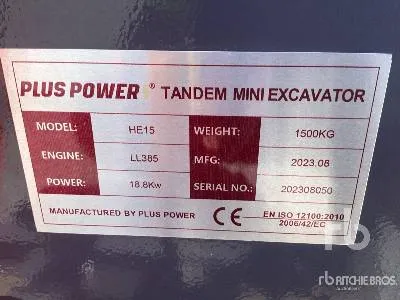 PLUS POWER ® TANDEM MINI EXCAVATOR
MODEL: HE15 WEIGHT: 1500KG
ENGINE: LL385 MFG: 2023.08
POWER: 18.8Kw SERIAL NO.: 202308050
MANUFACTURED BY PLUS POWER CE EN ISO 12100:2010
2006/42/EC
rb
RITCHIE BROS.
Auctioneers